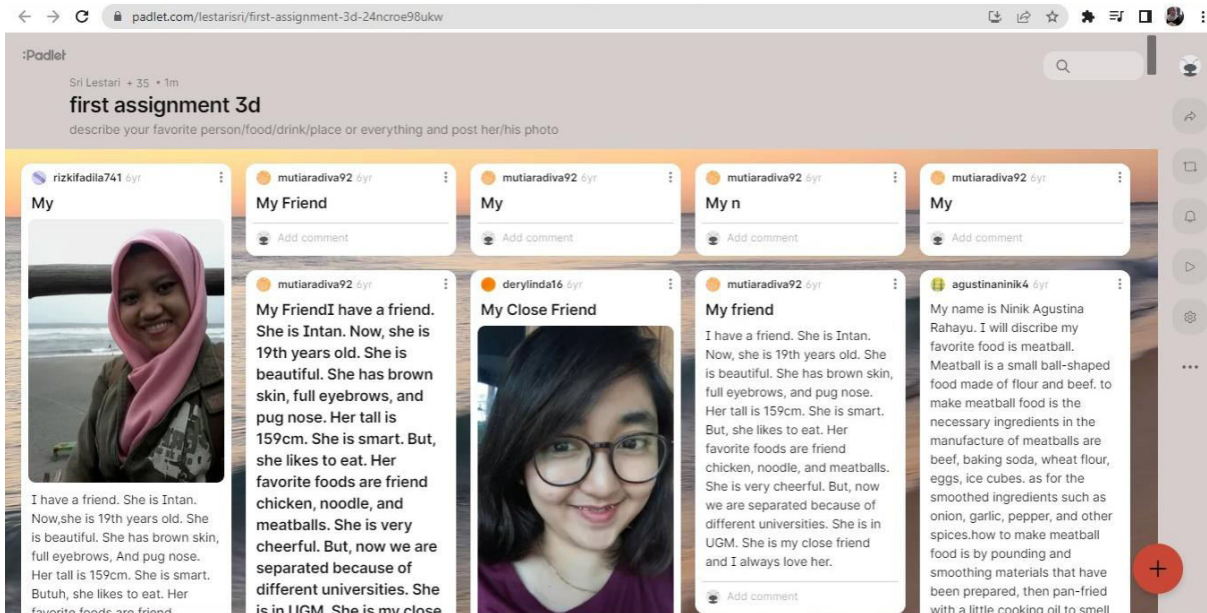 padlet.com/lestarisri/first-assignment-3d-24ncroe98ukw
:Padlet
Sri Lestari + 35 • 1m
first assignment 3d
describe your favorite person/food/drink/place or everything and post her/his photo
rizkifadila741 6yr
My
I have a friend. She is Intan.
Now,she is 19th years old. She
is beautiful. She has brown skin,
full eyebrows, And pug nose.
Her tall is 159cm. She is smart.
Butuh, she likes to eat. Her
favorite foods are friend
mutiaradiva92 6yr
My Friend
Add comment
mutiaradiva92 6yr
My
Add comment
mutiaradiva92 6yr
My n
Add comment
mutiaradiva92 6yr
My
Add comment
mutiaradiva92 6yr
My FriendI have a friend.
She is Intan. Now, she is
19th years old. She is
beautiful. She has brown
skin, full eyebrows, and
pug nose. Her tall is
159cm. She is smart. But,
she likes to eat. Her
favorite foods are friend
chicken, noodle, and
meatballs. She is very
cheerful. But, now we are
separated because of
different universities. She
is in UGM. She is my close
derylinda16 6yr
My Close Friend
mutiaradiva92 6yr
My friend
I have a friend. She is Intan.
Now, she is 19th years old. She
is beautiful. She has brown skin,
full eyebrows, and pug nose.
Her tall is 159cm. She is smart.
But, she likes to eat. Her
favorite foods are friend
chicken, noodle, and meatballs.
She is very cheerful. But, now
we are separated because of
different universities. She is in
UGM. She is my close friend
and I always love her.
Add comment
agustinaninik4 6yr
My name is Ninik Agustina
Rahayu. I will discribe my
favorite food is meatball.
Meatball is a small ball-shaped
food made of flour and beef. to
make meatball food is the
necessary ingredients in the
manufacture of meatballs are
beef, baking soda, wheat flour,
eggs, ice cubes. as for the
smoothed ingredients such as
onion, garlic, pepper, and other
spices.how to make meatball
food is by pounding and
smoothing materials that have
been prepared, then pan-fried
with a little cooking oil to smell